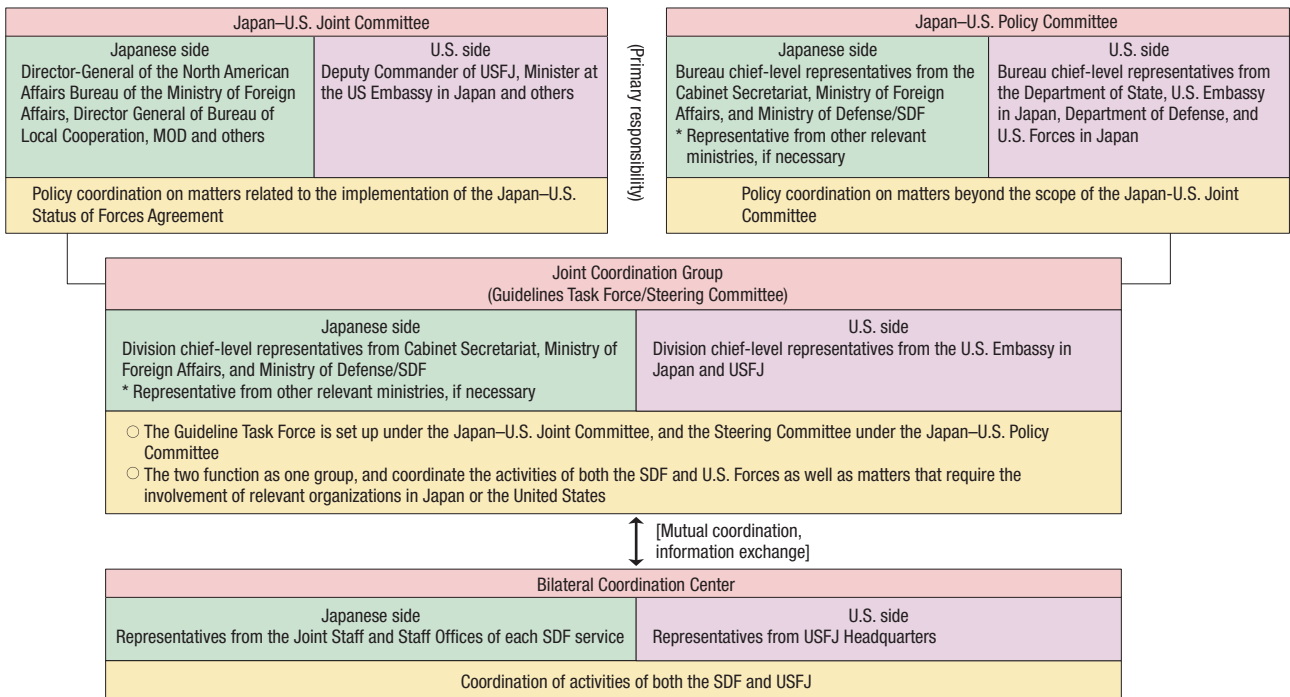 Japan–U.S. Joint Committee
Japanese side
Director-General of the North American
Affairs Bureau of the Ministry of Foreign
Affairs, Director General of Bureau of
Local Cooperation, MOD and others
U.S. side
Deputy Commander of USFJ, Minister at
the US Embassy in Japan and others
Policy coordination on matters related to the implementation of the Japan–U.S.
Status of Forces Agreement
(Primary responsibility)
Japan–U.S. Policy Committee
Japanese side
Bureau chief-level representatives from the
Cabinet Secretariat, Ministry of Foreign
Affairs, and Ministry of Defense/SDF
* Representative from other relevant
ministries, if necessary
U.S. side
Bureau chief-level representatives from
the Department of State, U.S. Embassy
in Japan, Department of Defense, and
U.S. Forces in Japan
Policy coordination on matters beyond the scope of the Japan-U.S. Joint
Committee
Joint Coordination Group
(Guidelines Task Force/Steering Committee)
Japanese side
Division chief-level representatives from Cabinet Secretariat, Ministry of
Foreign Affairs, and Ministry of Defense/SDF
* Representative from other relevant ministries, if necessary
U.S. side
Division chief-level representatives from the U.S. Embassy in
Japan and USFJ
○ The Guideline Task Force is set up under the Japan–U.S. Joint Committee, and the Steering Committee under the Japan–U.S. Policy
Committee
○ The two function as one group, and coordinate the activities of both the SDF and U.S. Forces as well as matters that require the
involvement of relevant organizations in Japan or the United States
[Mutual coordination,
information exchange]
Bilateral Coordination Center
Japanese side
Representatives from the Joint Staff and Staff Offices of each SDF service
U.S. side
Representatives from USFJ Headquarters
Coordination of activities of both the SDF and USFJ